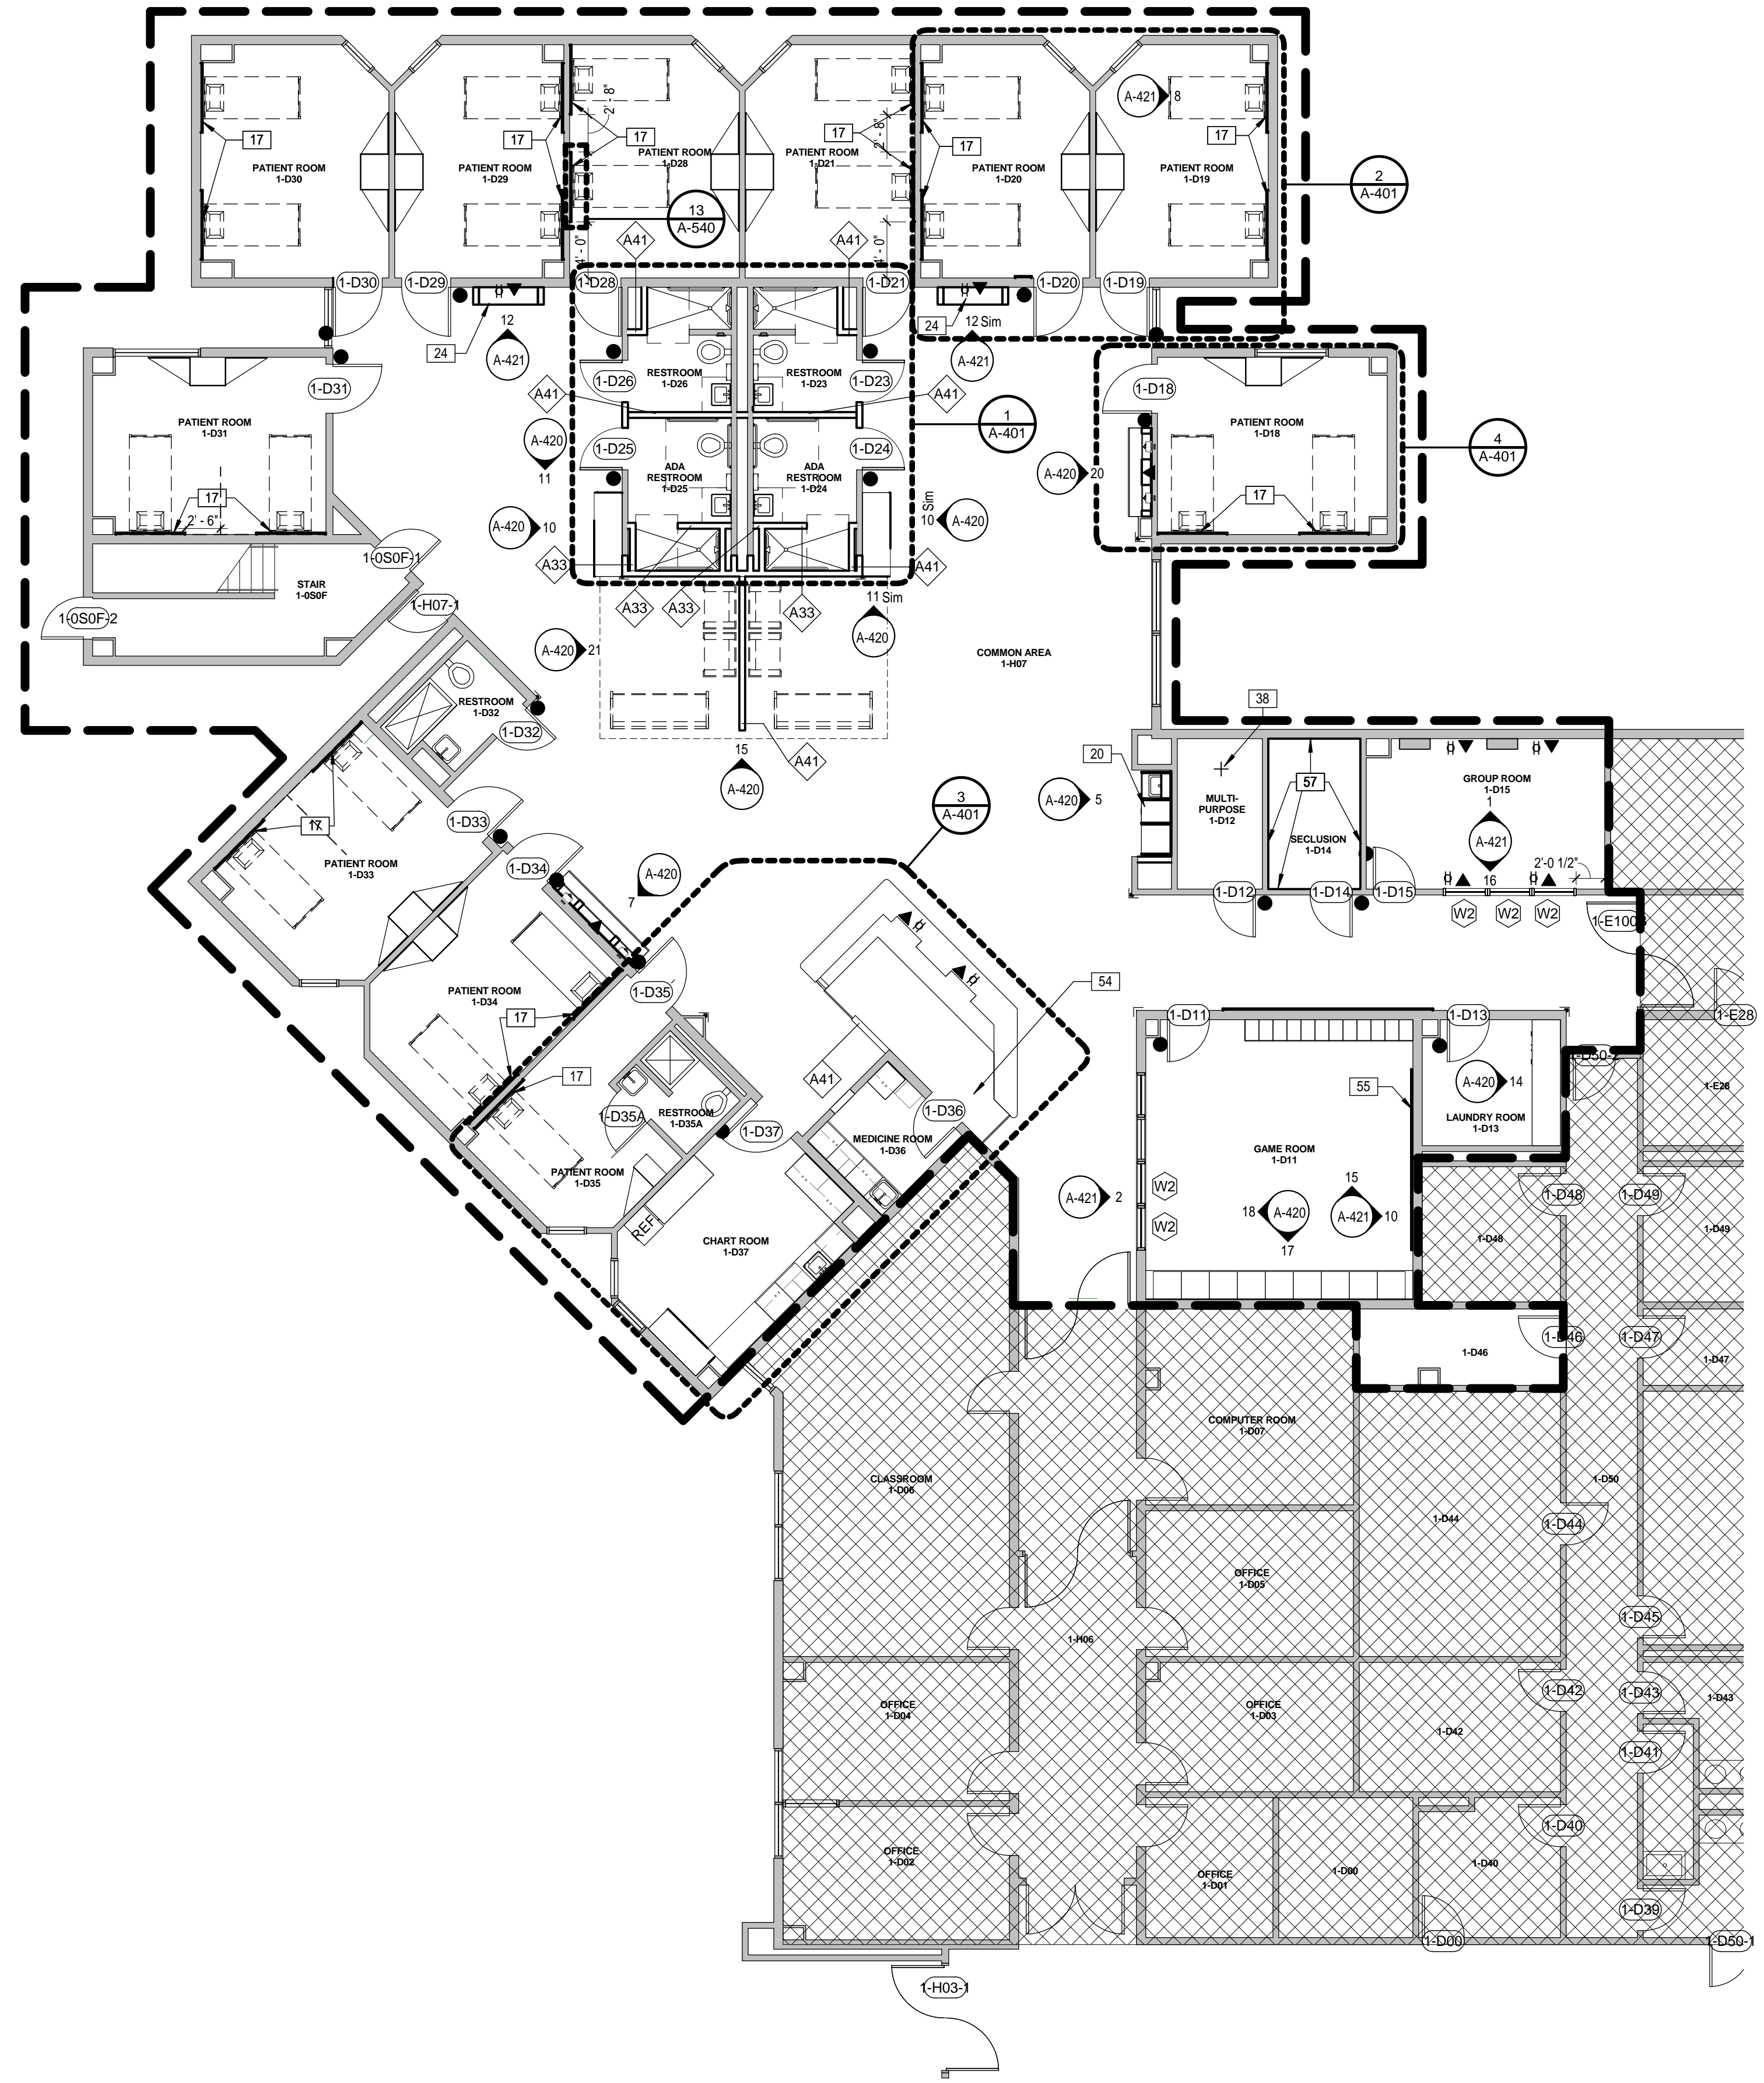 A-421
8
17
17
17
17
17
17
2' - 8"
2' - 8"
PATIENT ROOM
1-D30
PATIENT ROOM
1-D29
PATIENT ROOM
1-D28
PATIENT ROOM
1-D21
PATIENT ROOM
1-D20
PATIENT ROOM
1-D19
2
A-401
13
A-540
4' - 0"
4' - 0"
A41
A41
1-D30
1-D29
1-D28
1-D21
1-D20
1-D19
24
12
A-421
24
12 Sim
A-421
1-D31
1-D26
RESTROOM
1-D26
RESTROOM
1-D23
1-D23
1-D18
A41
A41
1
A-401
PATIENT ROOM
1-D31
PATIENT ROOM
1-D18
4
A-401
A-420
11
1-D25
1-D24
ADA
RESTROOM
1-D25
ADA
RESTROOM
1-D24
A-420
20
17
2' - 6"
17
A-420
10
Sim
10
A-420
1-0S0F-1
A33
A41
STAIR
1-0S0F
1-H07-1
1-0S0F-2
A33
A33
A33
11 Sim
A-420
A-420
21
COMMON AREA
1-H07
RESTROOM
1-D32
1-D32
38
15
A-420
A41
20
A-420
5
MULTI-
PURPOSE
1-D12
57
SECLUSION
1-D14
GROUP ROOM
1-D15
1
A-421
16
2'-0 1/2"
3
A-401
17
1-D33
PATIENT ROOM
1-D33
1-D34
A-420
7
1-D12
1-D14
1-D15
W2
W2
W2
1-E100B
54
PATIENT ROOM
1-D34
1-D35
17
1-D11
1-D13
1-E28
1-D50-2
17
A41
55
A-420
14
1-E28
1-D35A
RESTROOM
1-D35A
1-D36
1-D37
LAUNDRY ROOM
1-D13
MEDICINE ROOM
1-D36
GAME ROOM
1-D11
PATIENT ROOM
1-D35
A-421
2
W2
W2
15
18
A-420
17
A-421
10
1-D48
1-D49
REF
CHART ROOM
1-D37
1-D48
1-D49
1-D46
1-D46
1-D47
1-D47
COMPUTER ROOM
1-D07
CLASSROOM
1-D06
1-D50
1-D44
1-D44
OFFICE
1-D05
1-D45
1-H06
OFFICE
1-D04
OFFICE
1-D03
1-D42
1-D42
1-D43
1-D43
1-D41
1-D40
OFFICE
1-D02
OFFICE
1-D01
1-D00
1-D40
1-D39
1-D00
1-D50-1
1-H03-1